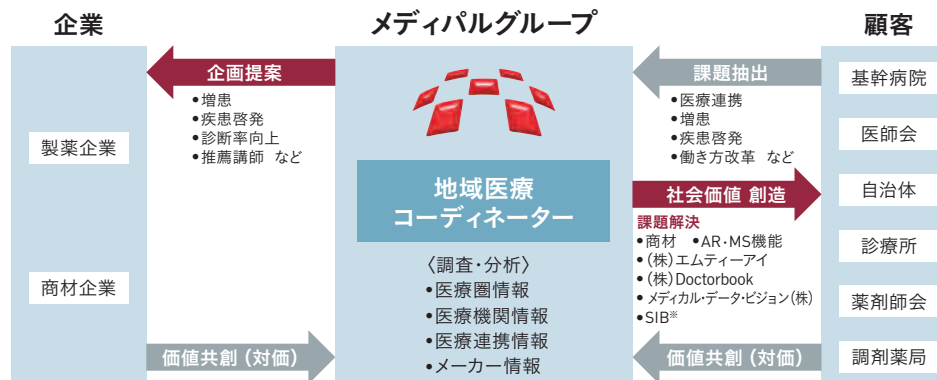 企業
製薬企業
商材企業
企画提案
•増患
•疾患啓発
•診断率向上
•推薦講師 など
価値共創（対価）
メディパルグループ
地域医療
コーディネーター
〈調査・分析〉
•医療圏情報
•医療機関情報
•医療連携情報
•メーカー情報
課題抽出
•医療連携
•増患
•疾患啓発
•働き方改革 など
社会価値 創造
課題解決
•商材 •AR・MS機能
•（株）エムティーアイ
•（株）Doctorbook
•メディカル・データ・ビジョン（株）
•SIB※
価値共創（対価）
顧客
基幹病院
医師会
自治体
診療所
薬剤師会
調剤薬局